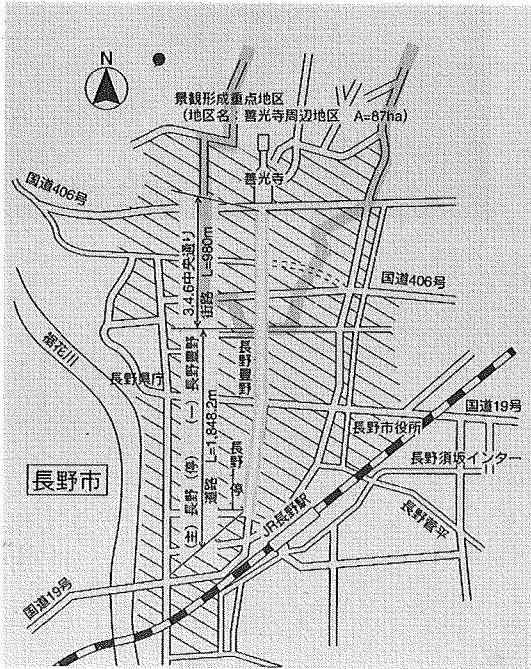 N
景観形成重点地区
(地区名：善光寺周辺地区　A=87ha)
善光寺
国道406号
3.4.6中央通り
街路　L=980m
国道406号
裾花川
長野県庁
(主) 長野 (停)　(一) 長野豊野
道路　L=1,848.2m
長野豊野
長野 停
国道19号
長野市役所
長野須坂インター
長野市
JR長野駅
長野菅平
国道19号